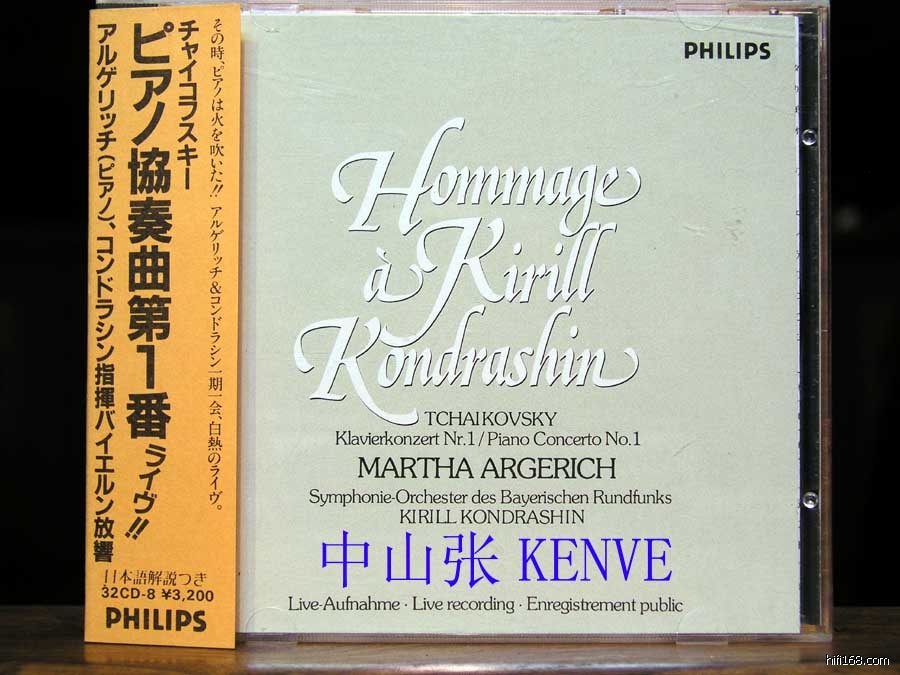 その時、ピアノは火を吹いた!! アルゲリッチ&コンドラシン一期一会、白熱のライヴ。
チャイコフスキー
ピアノ協奏曲第1番 ライヴ!!
アルゲリッチ(ピアノ)、コンドラシン指揮バイエルン放響
日本語解説つき
32CD-8 ¥3,200
PHILIPS
PHILIPS
Hommage
à Kirill
Kondrashin
TCHAIKOVSKY
Klavierkonzert Nr.1 / Piano Concerto No.1
MARTHA ARGERICH
Symphonie-Orchester des Bayerischen Rundfunks
KIRILL KONDRASHIN
中山张 KENVE
Live-Aufnahme · Live recording · Enregistrement public
hifi168.com